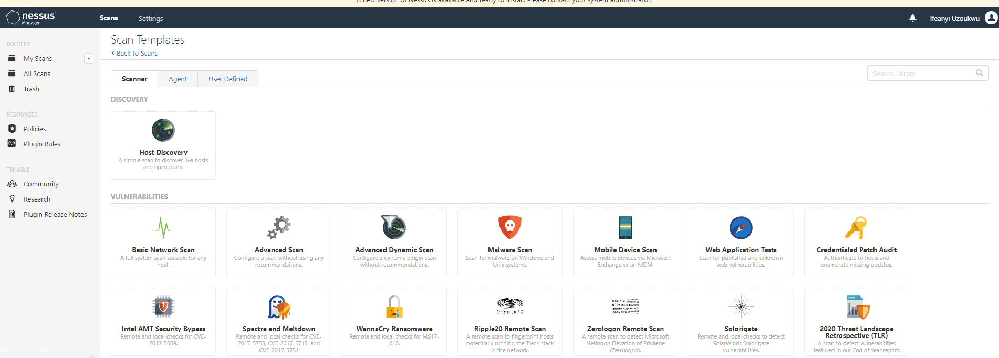 A new version of Nessus is available and ready to install. Please contact your system administrator.
nessus
Manager
Scans
Settings
Ifeanyi Uzoukwu
FOLDERS
My Scans
3
All Scans
Trash
RESOURCES
Policies
Plugin Rules
TENABLE
Community
Research
Plugin Release Notes
Scan Templates
Back to Scans
Scanner
Agent
User Defined
Search Library
DISCOVERY
Host Discovery
A simple scan to discover live hosts
and open ports.
VULNERABILITIES
Basic Network Scan
A full system scan suitable for any
host.
Advanced Scan
Configure a scan without using any
recommendations.
Advanced Dynamic Scan
Configure a dynamic plugin scan
without recommendations.
Malware Scan
Scan for malware on Windows and
Unix systems.
Mobile Device Scan
Assess mobile devices via Microsoft
Exchange or an MDM.
Web Application Tests
Scan for published and unknown
web vulnerabilities.
Credentialed Patch Audit
Authenticate to hosts and
enumerate missing updates.
Intel AMT Security Bypass
Remote and local checks for CVE-
2017-5689.
Spectre and Meltdown
Remote and local checks for CVE-
2017-5753, CVE-2017-5715, and
CVE-2017-5754
WannaCry Ransomware
Remote and local checks for MS17-
010.
Ripple20
Ripple20 Remote Scan
A remote scan to fingerprint hosts
potentially running the Treck stack
in the network.
Zerologon Remote Scan
A remote scan to detect Microsoft
Netlogon Elevation of Privilege
(Zerologon).
Solorigate
Remote and local checks to detect
SolarWinds Solorigate
vulnerabilities.
2020 Threat Landscape
Retrospective (TLR)
A scan to detect vulnerabilities
featured in our End of Year report.